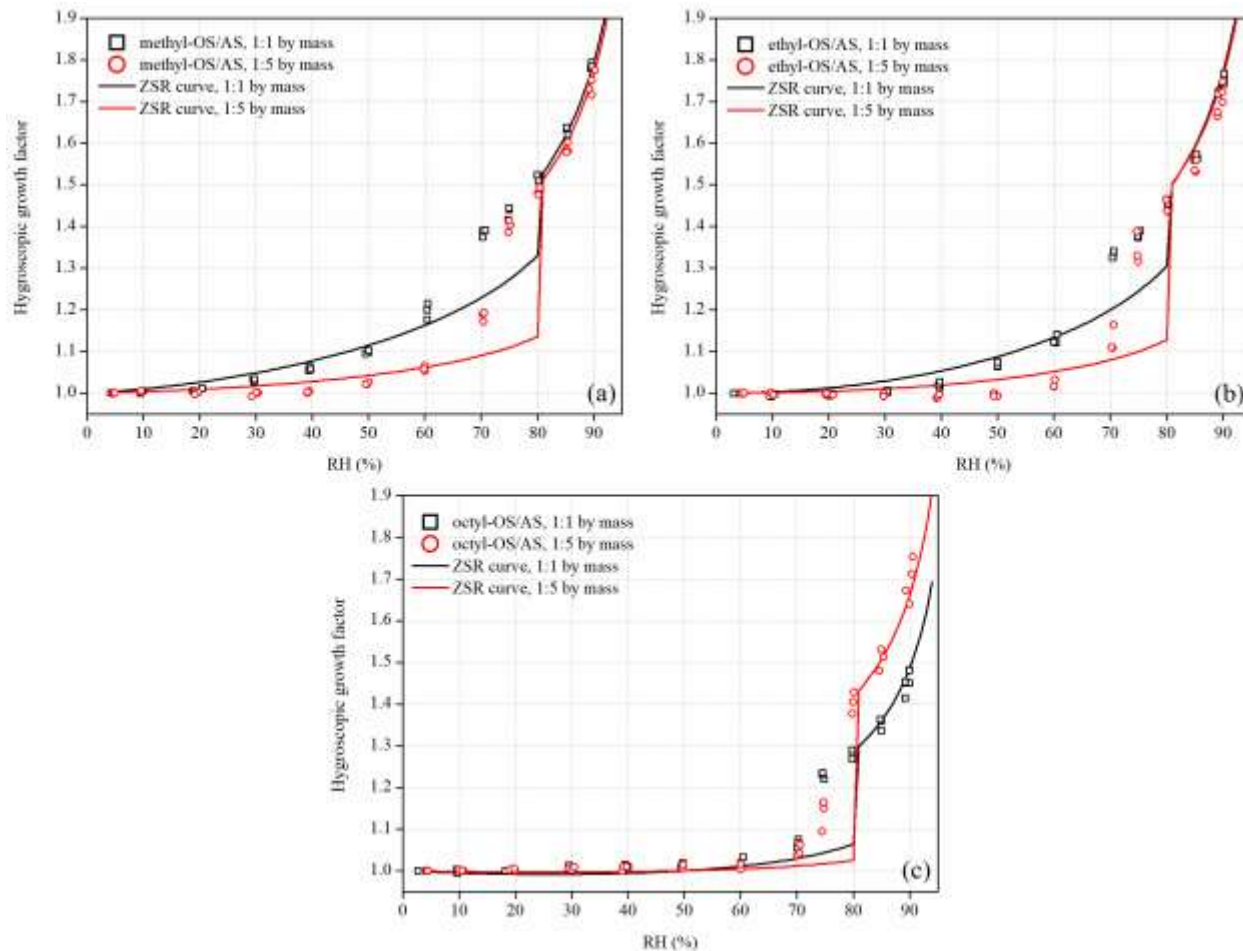 1.9
1.8
1.7
1.6
1.5
1.4
1.3
1.2
1.1
1.0
Hygroscopic growth factor
methyl-OS/AS, 1:1 by mass
methyl-OS/AS, 1:5 by mass
ZSR curve, 1:1 by mass
ZSR curve, 1:5 by mass
(a)
0 10 20 30 40 50 60 70 80 90
RH (%)
1.9
1.8
1.7
1.6
1.5
1.4
1.3
1.2
1.1
1.0
Hygroscopic growth factor
ethyl-OS/AS, 1:1 by mass
ethyl-OS/AS, 1:5 by mass
ZSR curve, 1:1 by mass
ZSR curve, 1:5 by mass
(b)
0 10 20 30 40 50 60 70 80 90
RH (%)
1.9
1.8
1.7
1.6
1.5
1.4
1.3
1.2
1.1
1.0
Hygroscopic growth factor
octyl-OS/AS, 1:1 by mass
octyl-OS/AS, 1:5 by mass
ZSR curve, 1:1 by mass
ZSR curve, 1:5 by mass
(c)
0 10 20 30 40 50 60 70 80 90
RH (%)